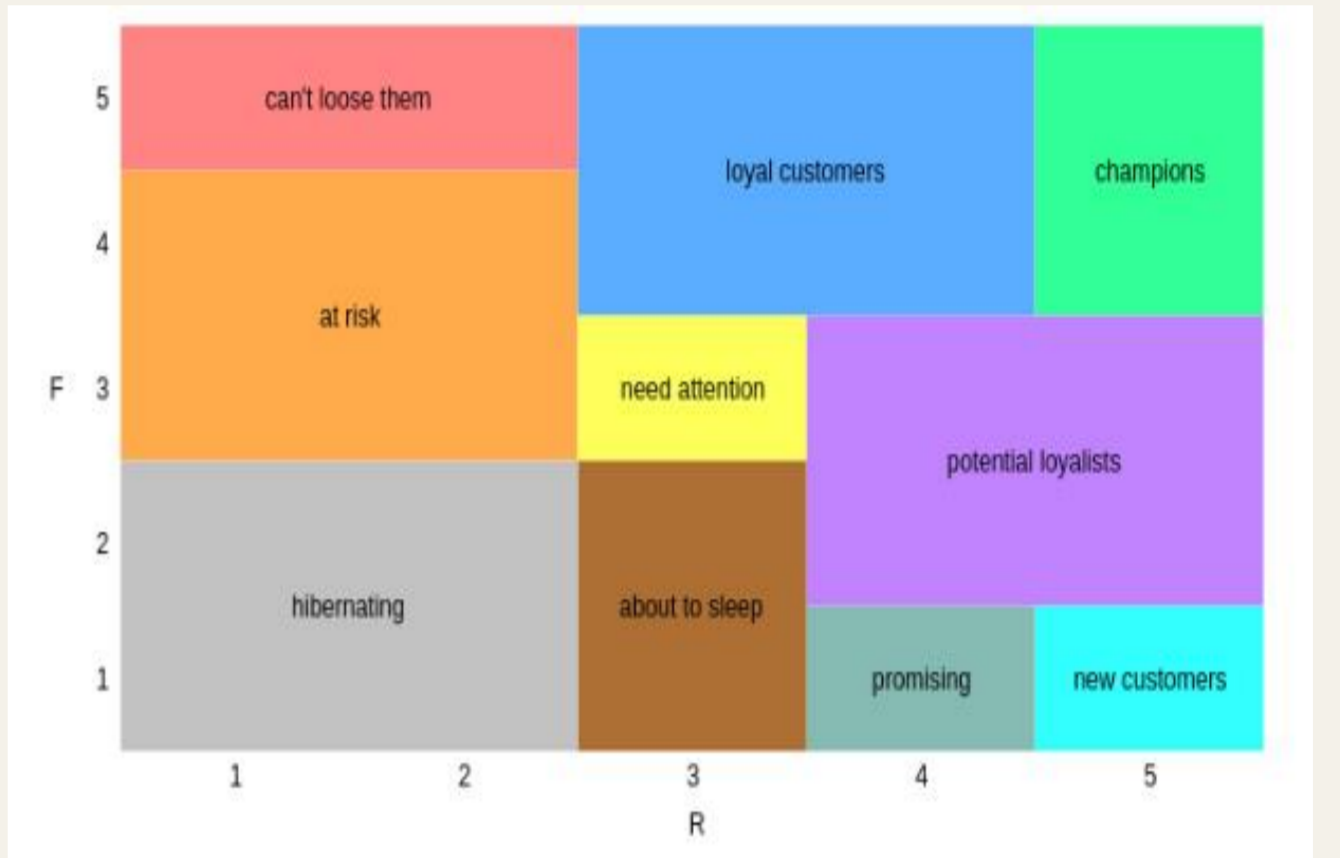 5
can't loose them
loyal customers
champions
4
at risk
F
3
need attention
potential loyalists
2
hibernating
about to sleep
1
promising
new customers
1
2
3
4
5
R